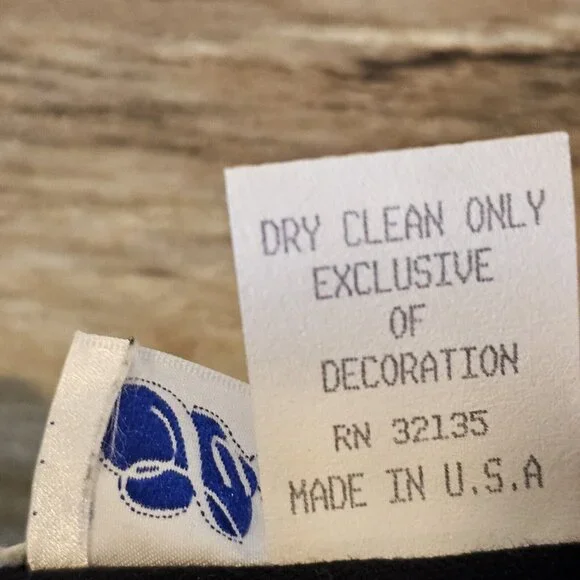 DRY CLEAN ONLY
EXCLUSIVE
OF
DECORATION
RN 32135
MADE IN U.S.A